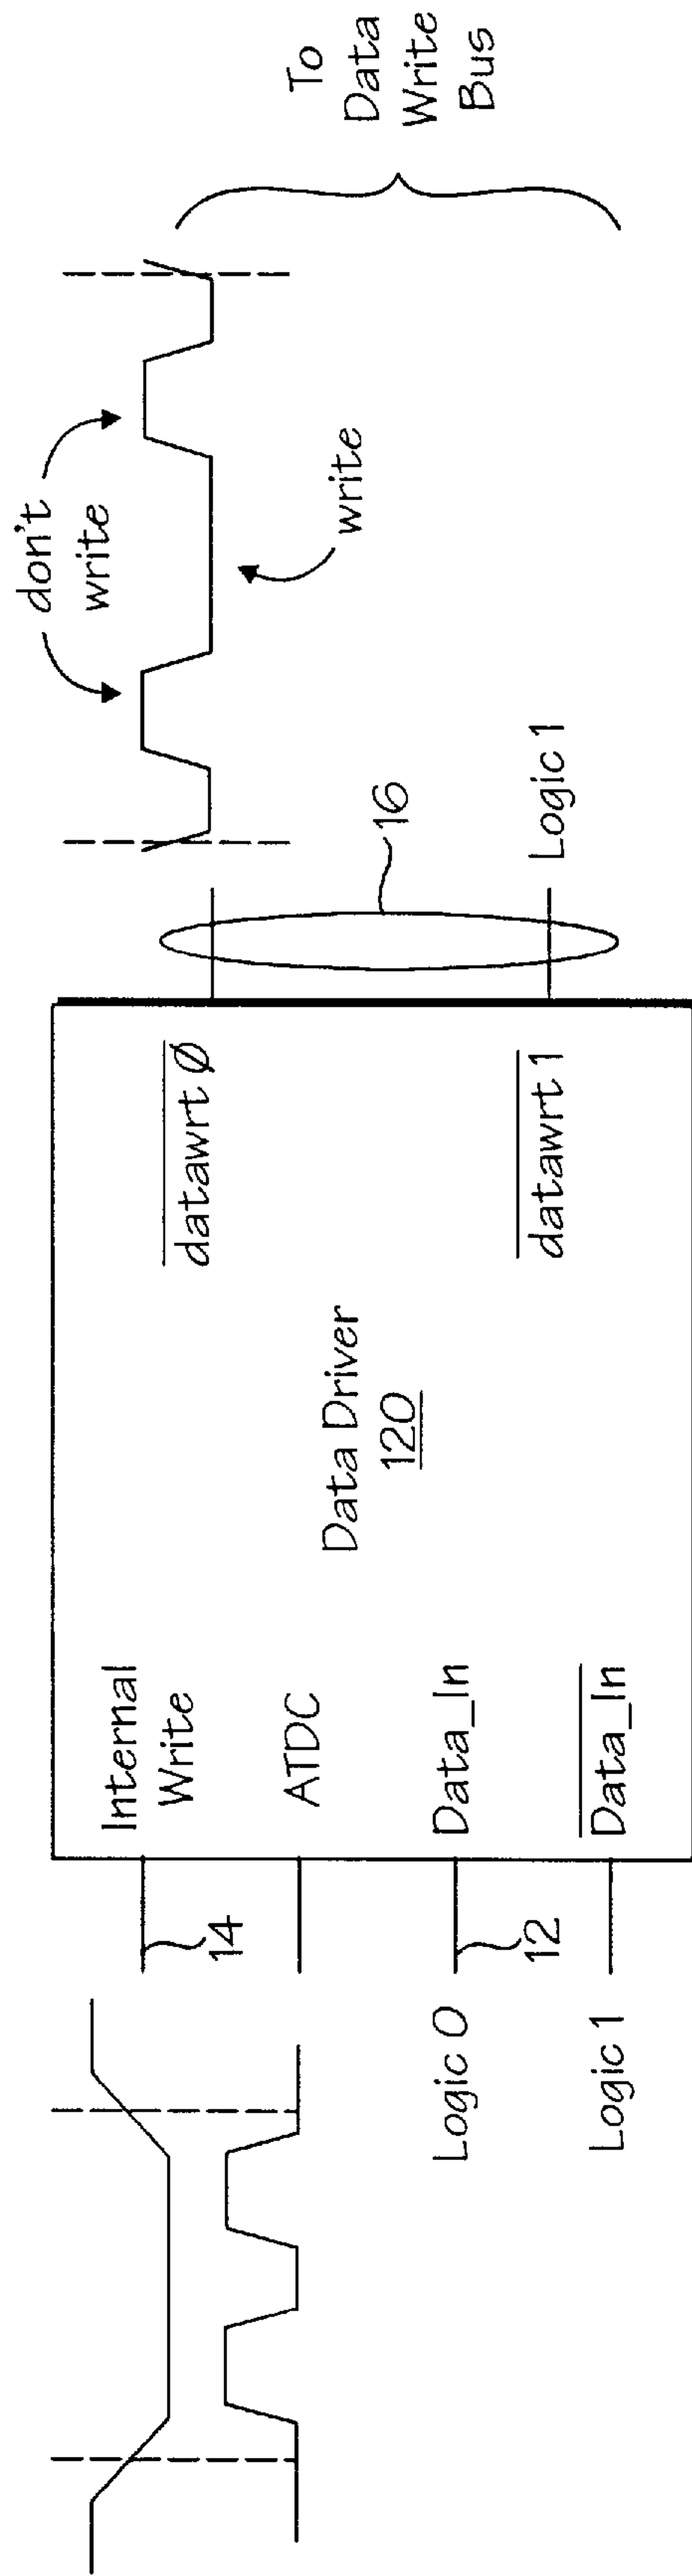 don't
write
write
To
Data
Write
Bus
16
Logic 1
14
12
Logic 0
Logic 1
Internal
Write
ATDC
Data_In
Data_In
Data Driver
120
datawrt Ø
datawrt 1